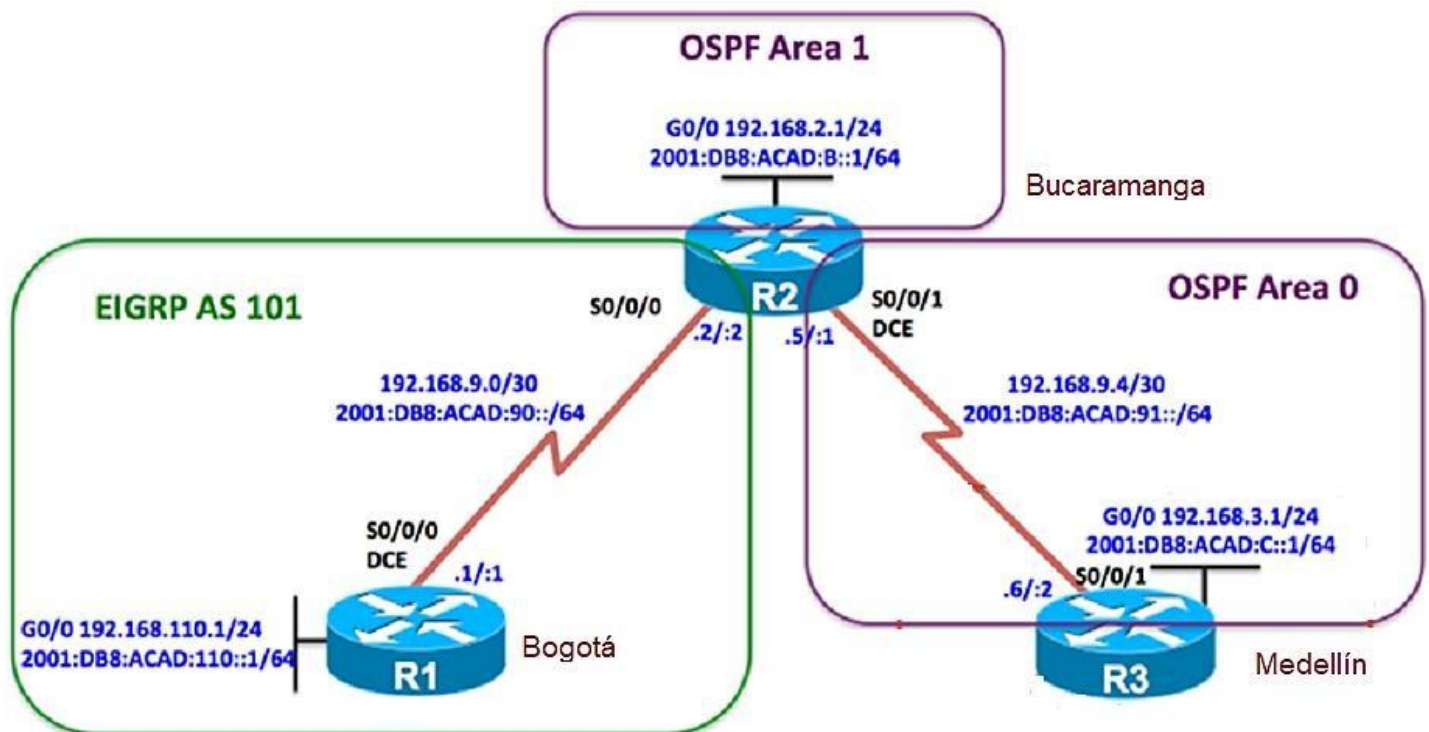 OSPF Area 1
G0/0 192.168.2.1/24
2001:DB8:ACAD:B::1/64
Bucaramanga
R2
EIGRP AS 101
S0/0/0
.2/:2
.5/:1
S0/0/1
DCE
OSPF Area 0
192.168.9.0/30
2001:DB8:ACAD:90::/64
192.168.9.4/30
2001:DB8:ACAD:91::/64
S0/0/0
DCE
.1/:1
G0/0 192.168.110.1/24
2001:DB8:ACAD:110::1/64
R1
Bogotá
G0/0 192.168.3.1/24
2001:DB8:ACAD:C::1/64
.6/:2
S0/0/1
R3
Medellín